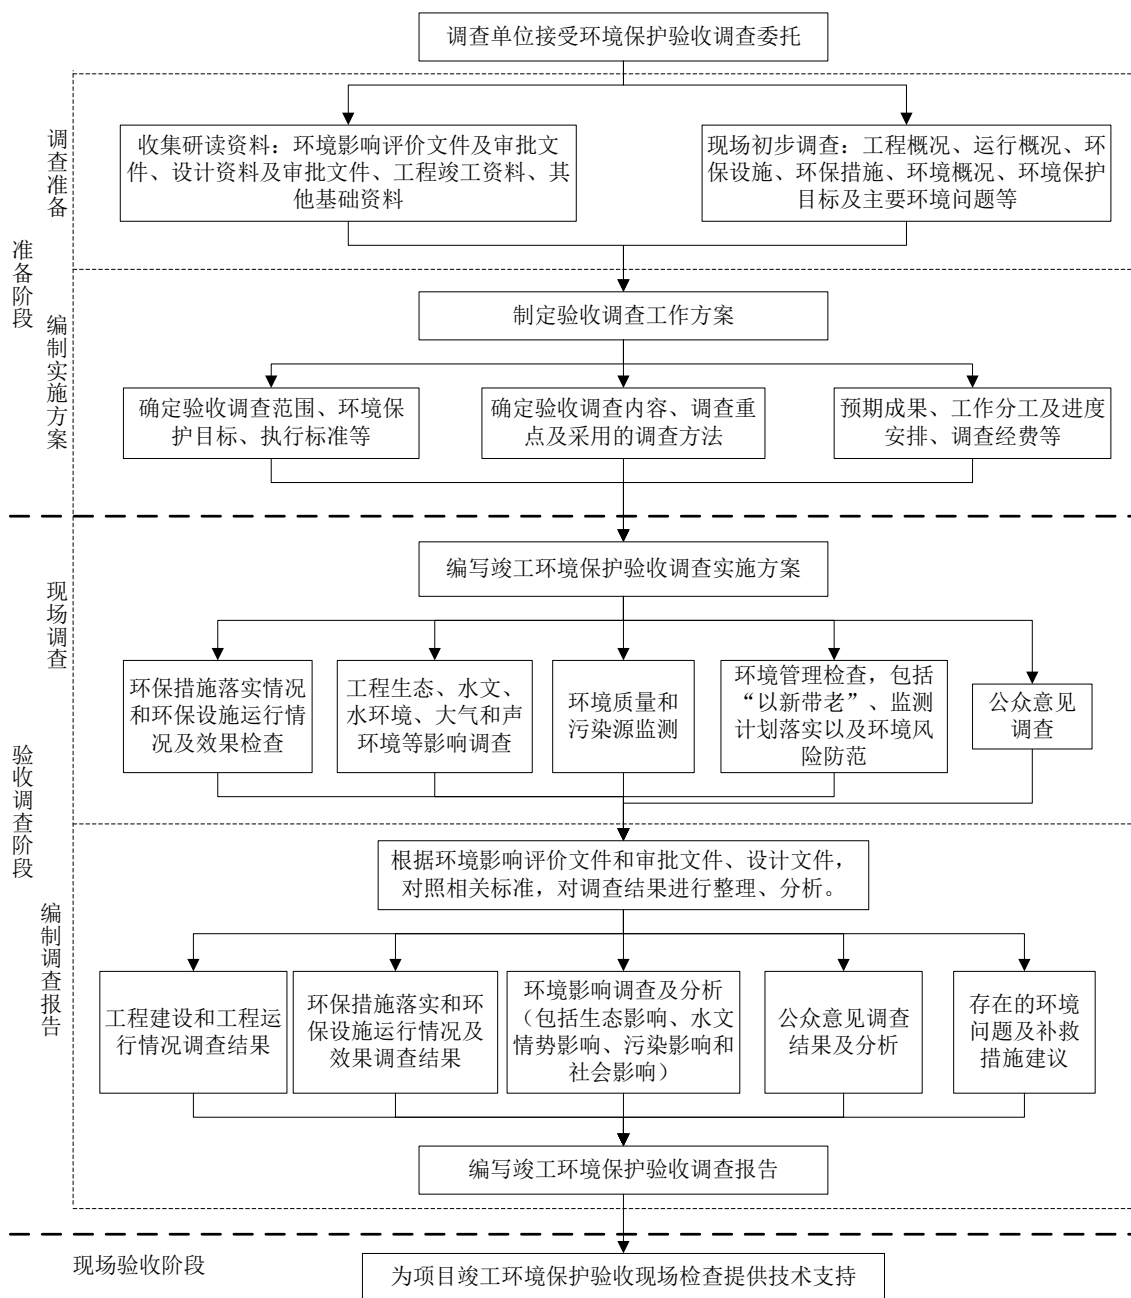 调查单位接受环境保护验收调查委托
调查准备
收集研读资料：环境影响评价文件及审批文
件、设计资料及审批文件、工程竣工资料、其
他基础资料
现场初步调查：工程概况、运行概况、环
保设施、环保措施、环境概况、环境保护
目标及主要环境问题等
准备阶段
编制实施方案
制定验收调查工作方案
确定验收调查范围、环境保
护目标、执行标准等
确定验收调查内容、调查重
点及采用的调查方法
预期成果、工作分工及进度
安排、调查经费等
编写竣工环境保护验收调查实施方案
现场调查
环保措施落实情况
和环保设施运行情
况及效果检查
工程生态、水文、
水环境、大气和声
环境等影响调查
环境质量和
污染源监测
环境管理检查，包括
“以新带老”、监测
计划落实以及环境风
险防范
公众意见
调查
验收调查阶段
根据环境影响评价文件和审批文件、设计文件，
对照相关标准，对调查结果进行整理、分析。
编制调查报告
工程建设和工程运
行情况调查结果
环保措施落实和环
保设施运行情况及
效果调查结果
环境影响调查及分析
（包括生态影响、水文
情势影响、污染影响和
社会影响）
公众意见调查
结果及分析
存在的环境
问题及补救
措施建议
编写竣工环境保护验收调查报告
现场验收阶段
为项目竣工环境保护验收现场检查提供技术支持